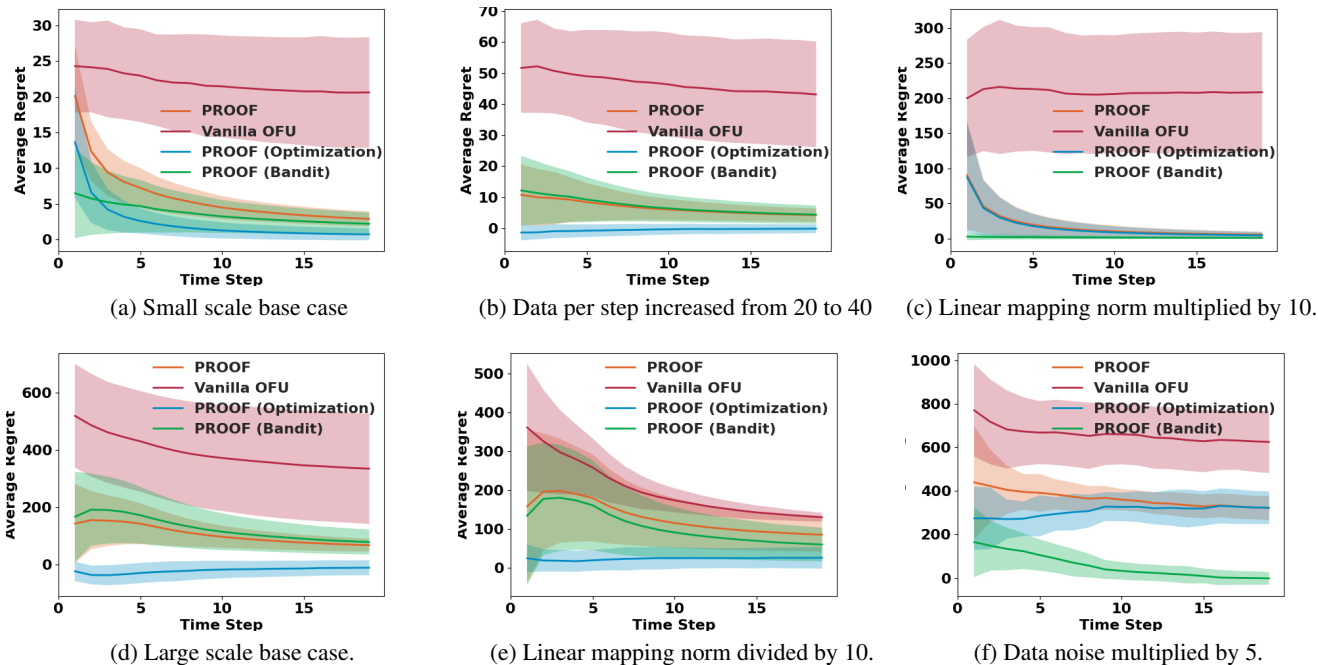 30
25
20
15
10
5
0
Average Regret
PROOF
Vanilla OFU
PROOF (Optimization)
PROOF (Bandit)
0 5 10 15
Time Step
(a) Small scale base case
70
60
50
40
30
20
10
0
Average Regret
PROOF
Vanilla OFU
PROOF (Optimization)
PROOF (Bandit)
0 5 10 15
Time Step
(b) Data per step increased from 20 to 40
300
250
200
150
100
50
0
Average Regret
PROOF
Vanilla OFU
PROOF (Optimization)
PROOF (Bandit)
0 5 10 15
Time Step
(c) Linear mapping norm multiplied by 10.
600
400
200
0
Average Regret
PROOF
Vanilla OFU
PROOF (Optimization)
PROOF (Bandit)
0 5 10 15
Time Step
(d) Large scale base case.
500
400
300
200
100
0
Average Regret
PROOF
Vanilla OFU
PROOF (Optimization)
PROOF (Bandit)
0 5 10 15
Time Step
(e) Linear mapping norm divided by 10.
1000
800
600
400
200
0
PROOF
Vanilla OFU
PROOF (Optimization)
PROOF (Bandit)
0 5 10 15
Time Step
(f) Data noise multiplied by 5.